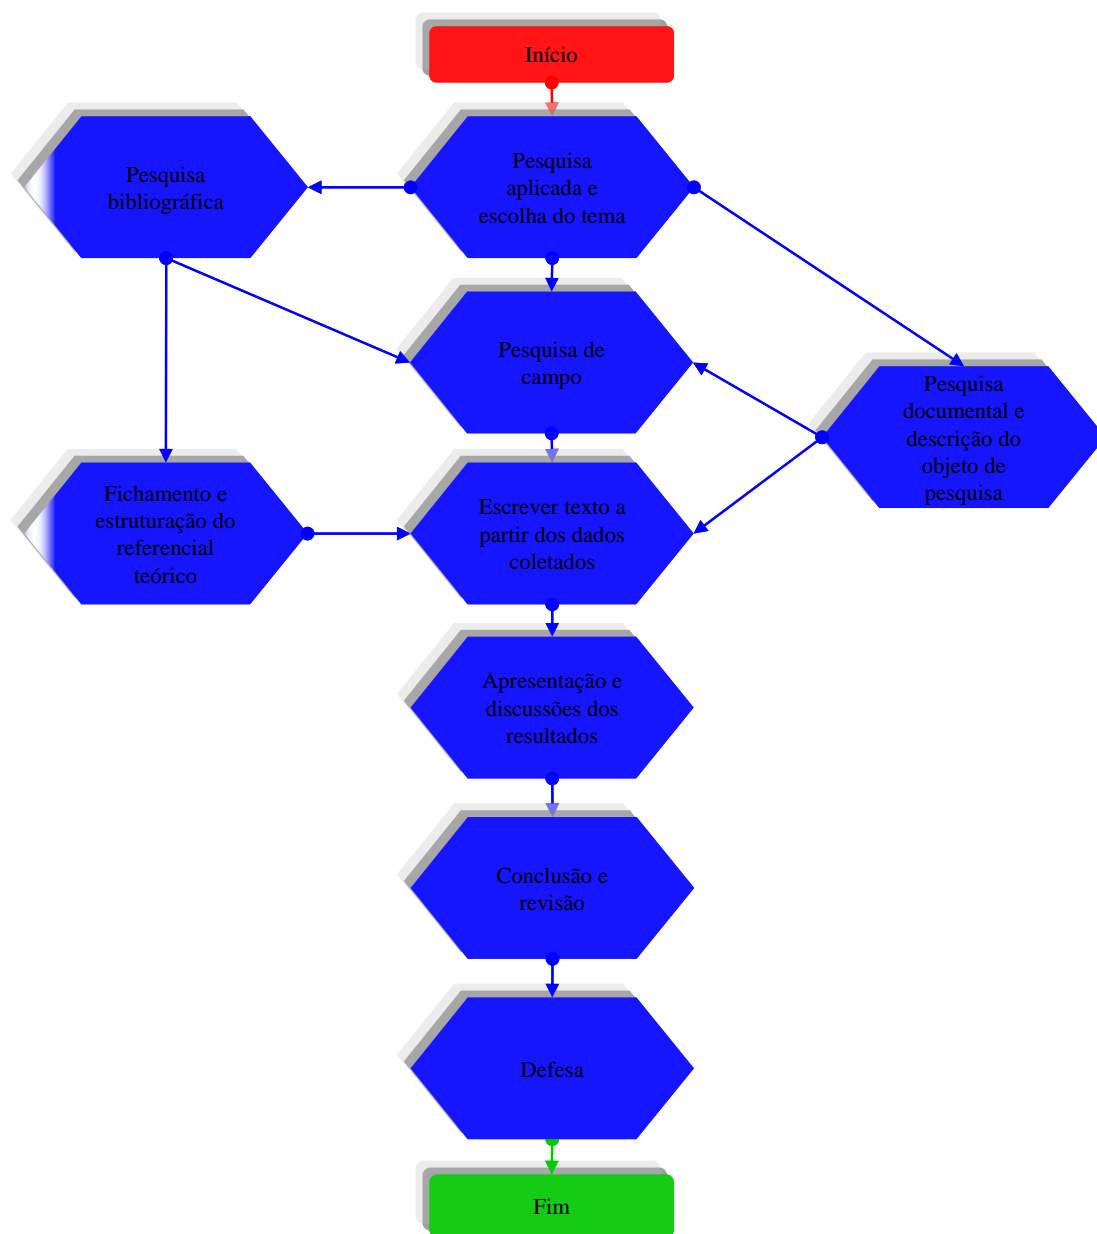 Início
Pesquisa
bibliográfica
Pesquisa
aplicada e
escolha do tema
Pesquisa de
campo
Pesquisa
documental e
descrição do
objeto de
pesquisa
Fichamento e
estruturação do
referencial
teórico
Escrever texto a
partir dos dados
coletados
Apresentação e
discussões dos
resultados
Conclusão e
revisão
Defesa
Fim